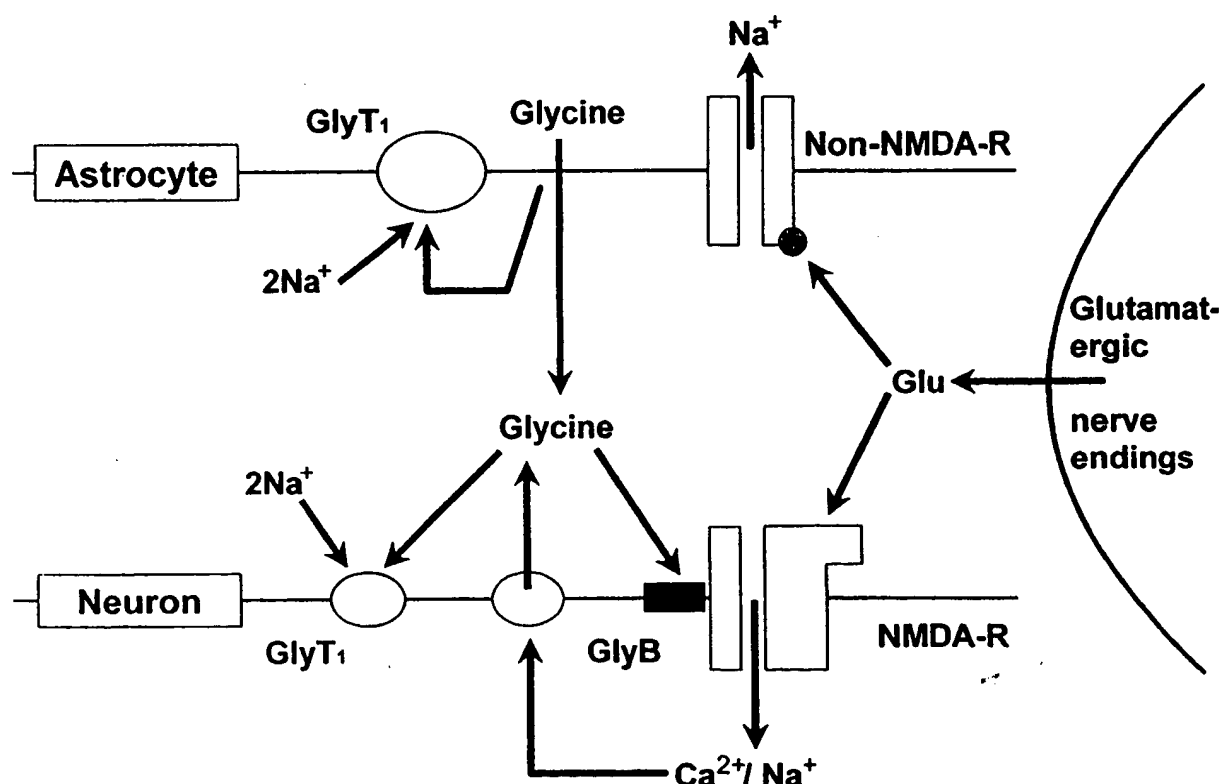 Na⁺
Glycine
GlyT₁
Non-NMDA-R
Astrocyte
2Na⁺
Glutamat-
ergic
Glu
nerve
endings
Glycine
2Na⁺
Neuron
GlyT₁
GlyB
NMDA-R
Ca²⁺/ Na⁺